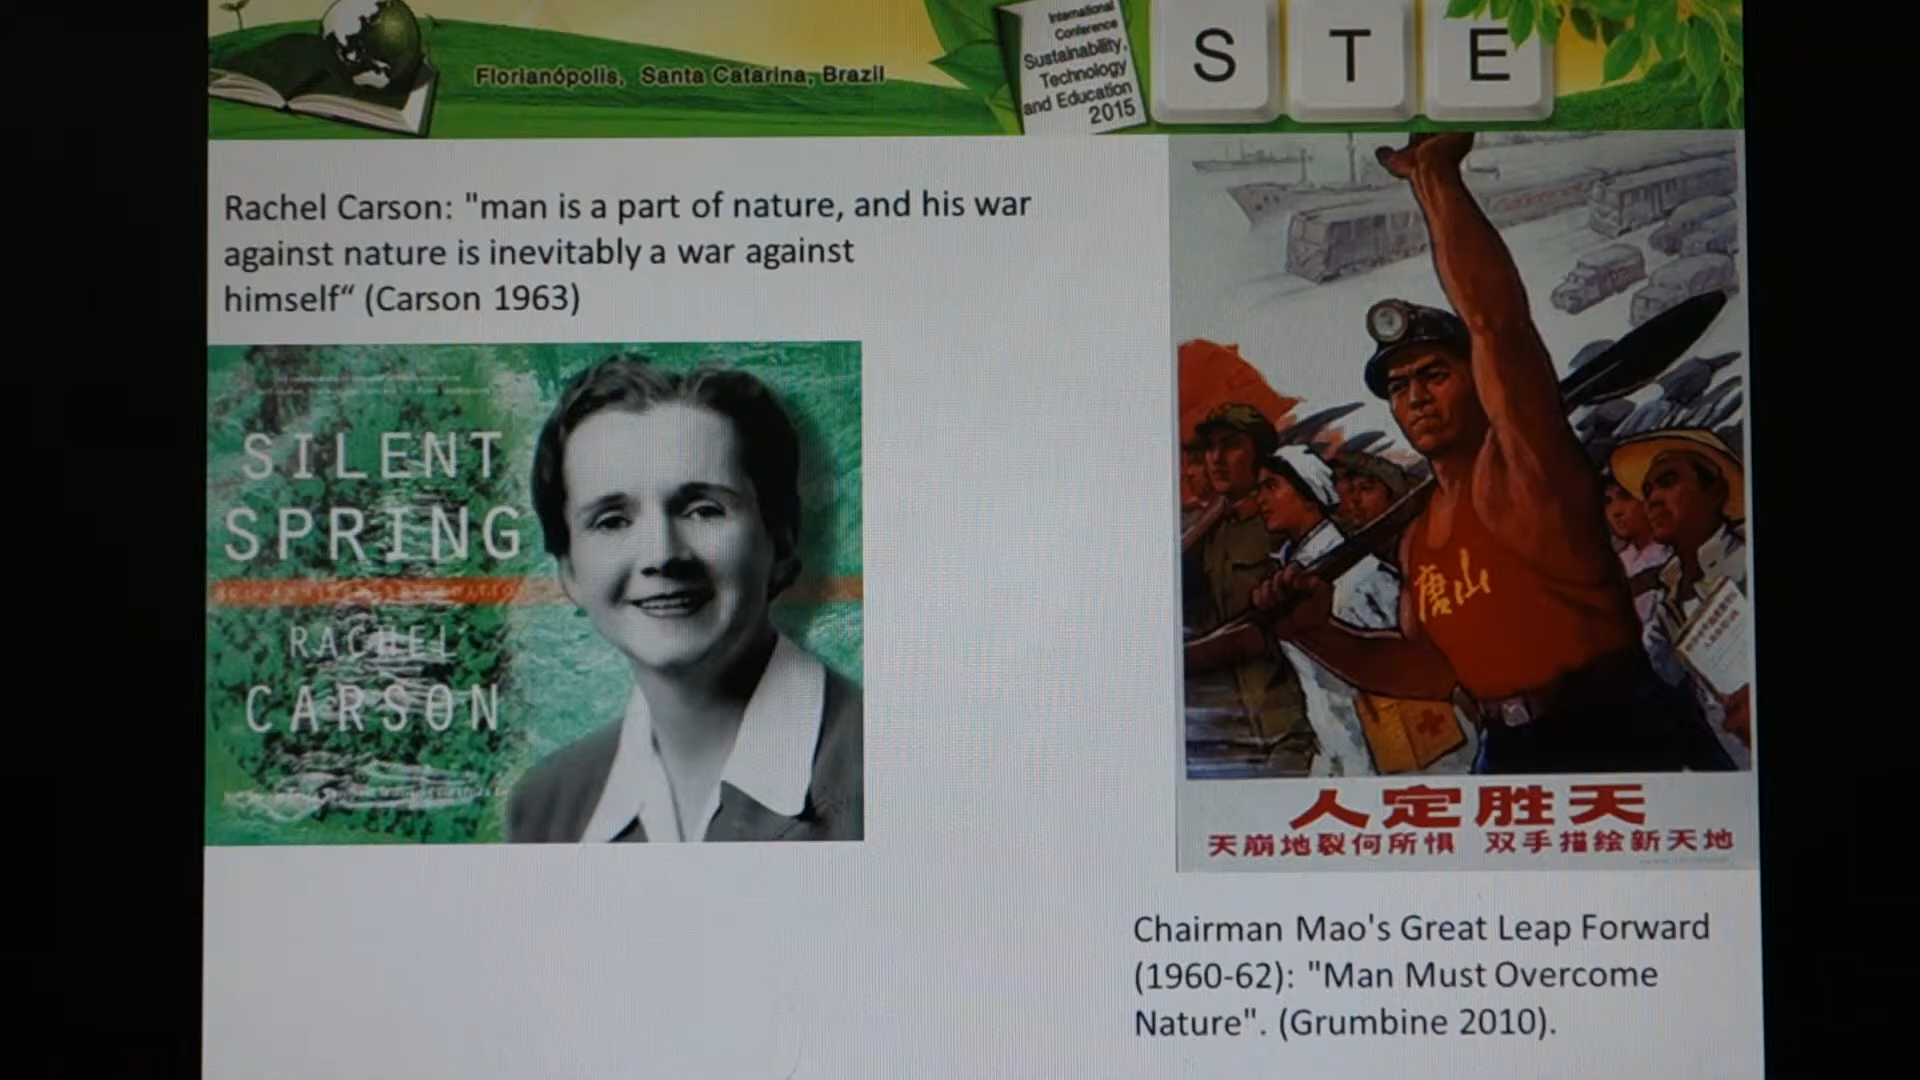 Florianópolis, Santa Catarina, Brazil
International
Conference
Sustainability,
Technology
and Education
2015
S T E
Rachel Carson: "man is a part of nature, and his war
against nature is inevitably a war against
himself“ (Carson 1963)
SILENT
SPRING
RACHEL
CARSON
唐山
人定胜天
天崩地裂何所惧 双手描绘新天地
Chairman Mao's Great Leap Forward
(1960-62): "Man Must Overcome
Nature". (Grumbine 2010).